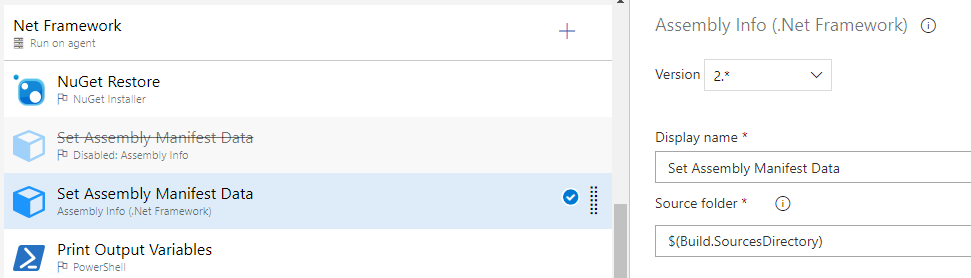 Net Framework
Run on agent
NuGet Restore
NuGet Installer
Set Assembly Manifest Data
Disabled: Assembly Info
Set Assembly Manifest Data
Assembly Info (.Net Framework)
Print Output Variables
PowerShell
Assembly Info (.Net Framework)
Version 2.*
Display name *
Set Assembly Manifest Data
Source folder *
$(Build.SourcesDirectory)